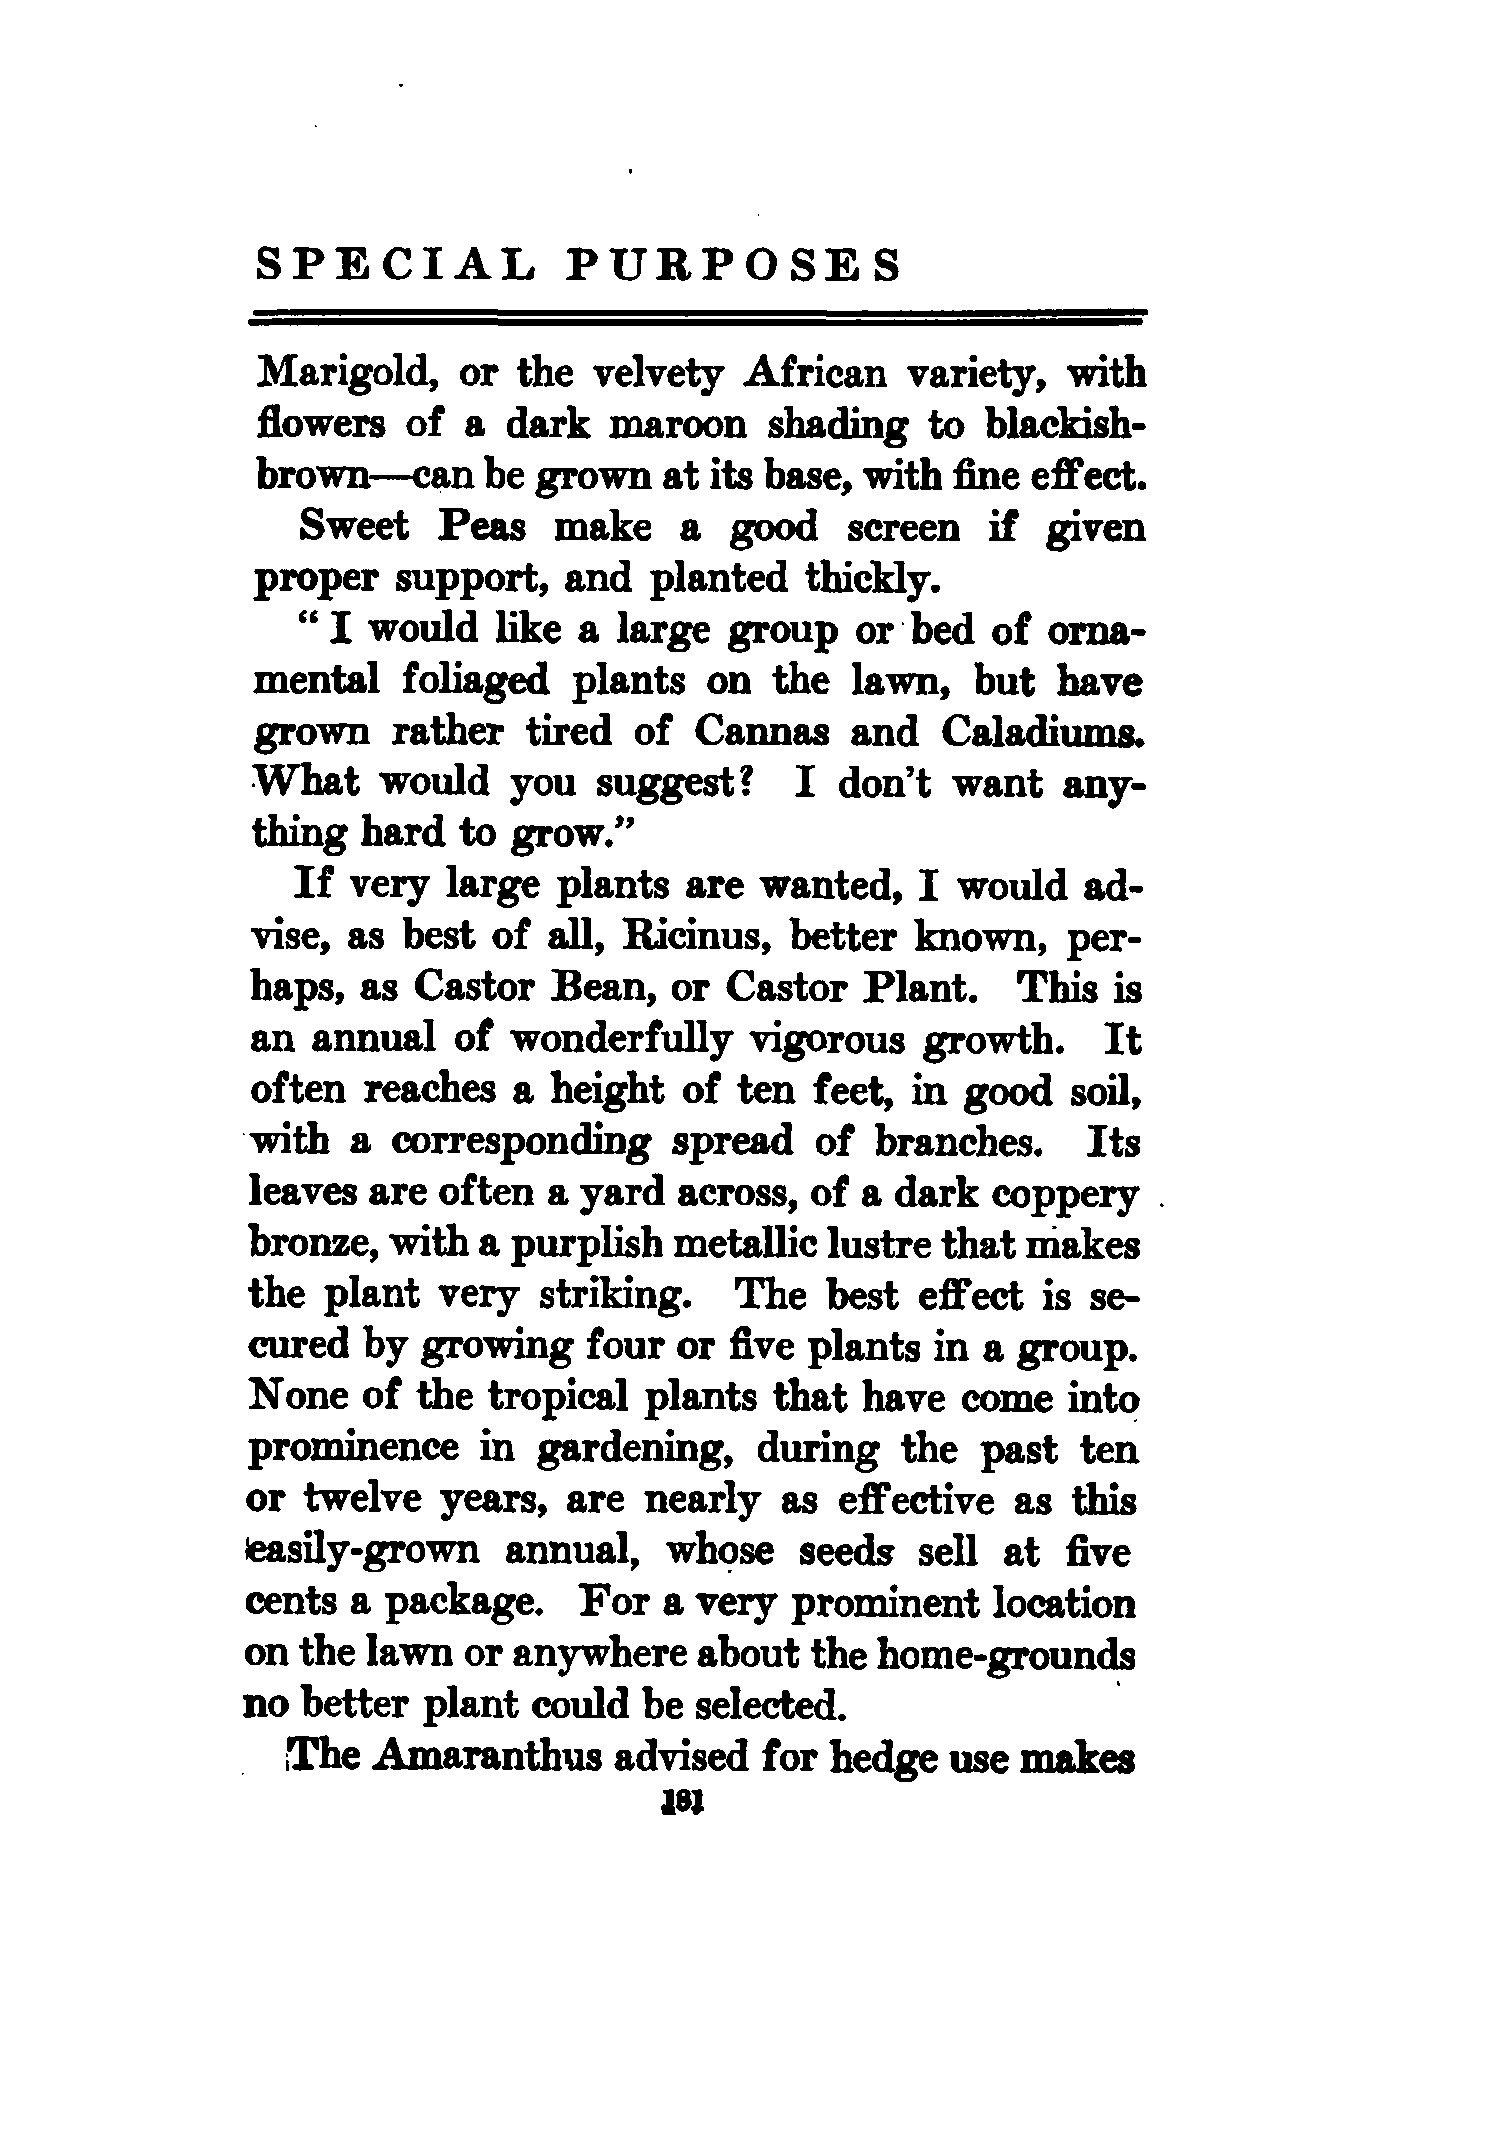 SPECIAL PURPOSES
Marigold, or the velvety African variety, with
flowers of a dark maroon shading to blackish-
brown—can be grown at its base, with fine effect.
Sweet Peas make a good screen if given
proper support, and planted thickly.
"I would like a large group or bed of orna-
mental foliaged plants on the lawn, but have
grown rather tired of Cannas and Caladiums.
What would you suggest? I don't want any-
thing hard to grow."
If very large plants are wanted, I would ad-
vise, as best of all, Ricinus, better known, per-
haps, as Castor Bean, or Castor Plant. This is
an annual of wonderfully vigorous growth. It
often reaches a height of ten feet, in good soil,
with a corresponding spread of branches. Its
leaves are often a yard across, of a dark coppery
bronze, with a purplish metallic lustre that makes
the plant very striking. The best effect is se-
cured by growing four or five plants in a group.
None of the tropical plants that have come into
prominence in gardening, during the past ten
or twelve years, are nearly as effective as this
easily-grown annual, whose seeds sell at five
cents a package. For a very prominent location
on the lawn or anywhere about the home-grounds
no better plant could be selected.
The Amaranthus advised for hedge use makes
181